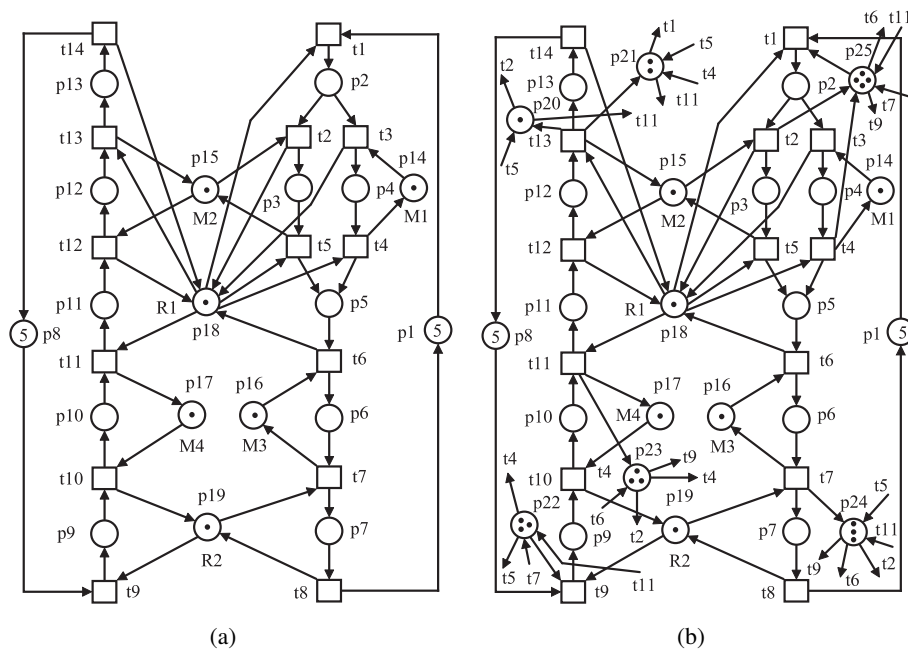 t14
t1
p13
p2
t13
t2
t3
p15
p14
p12
M2
p3
p4
M1
t12
t5
t4
p11
R1
p18
p5
5
p8
p1
5
t11
t6
p17
p16
p10
M4
M3
p6
t10
t7
p19
p9
R2
p7
t9
t8
(a)
t14
p21
t1
t5
t4
t11
t1
p25
t6
t11
p13
t2
p20
t11
p2
t7
t9
t13
t5
t2
t3
p15
p14
p12
M2
p3
p4
M1
t12
t5
t4
p11
R1
p18
p5
5
p8
p1
5
t11
t6
p17
p16
p10
M4
M3
p6
p23
t9
t10
t4
t4
t7
t4
p19
p24
t5
p22
t6
t2
p9
R2
p7
t11
t9
t2
t5
t7
t11
t6
t9
t8
(b)